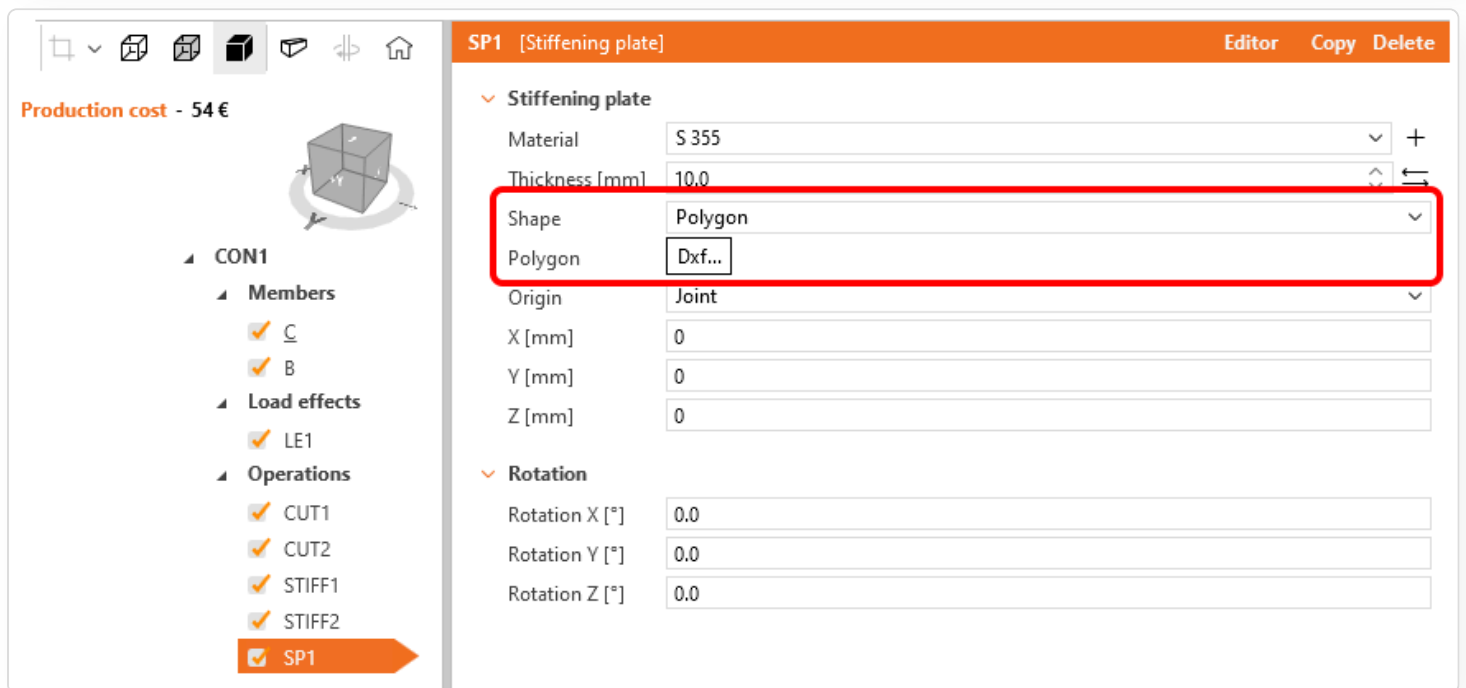 SP1 [Stiffening plate] Editor Copy Delete
Production cost - 54 €
CON1
Members
C
B
Load effects
LE1
Operations
CUT1
CUT2
STIFF1
STIFF2
SP1
Stiffening plate
Material S 355
Thickness [mm] 10.0
Shape Polygon
Polygon Dxf...
Origin Joint
X [mm] 0
Y [mm] 0
Z [mm] 0
Rotation
Rotation X [°] 0.0
Rotation Y [°] 0.0
Rotation Z [°] 0.0